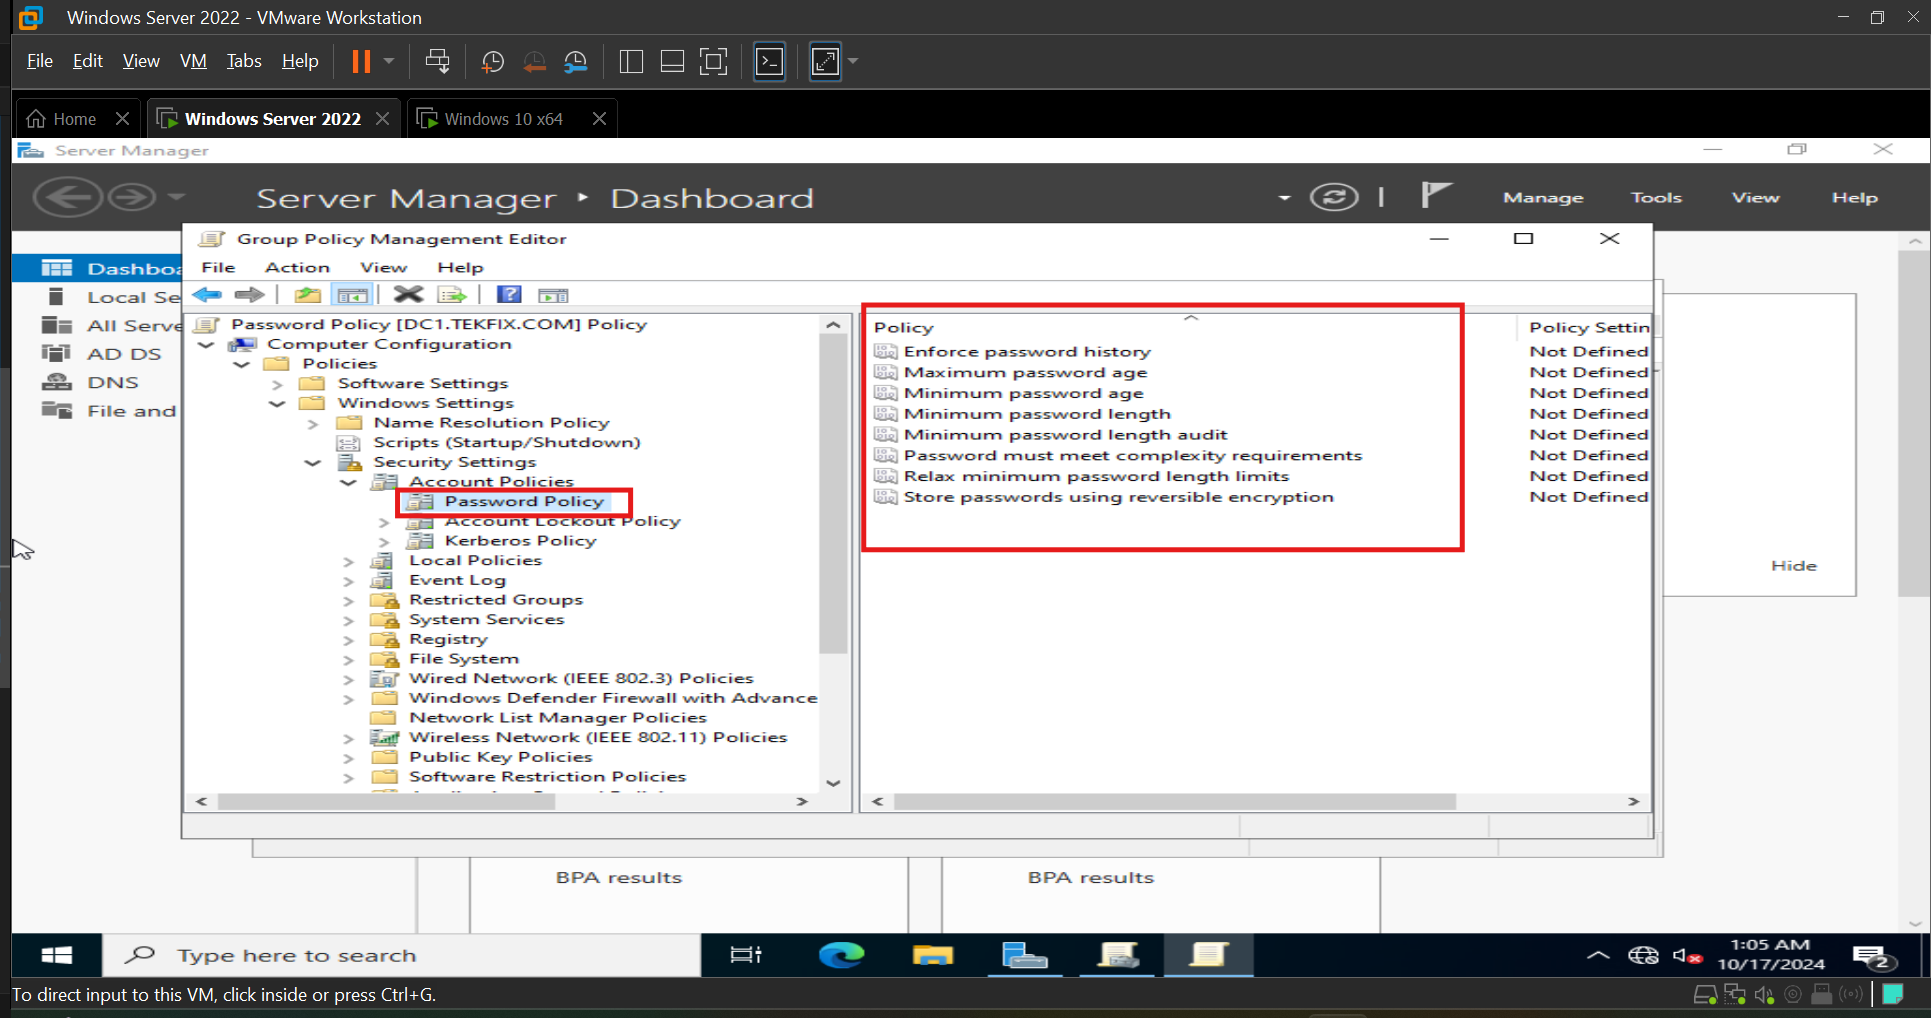 Windows Server 2022 - VMware Workstation
File Edit View VM Tabs Help
Home Windows Server 2022 Windows 10 x64
Server Manager
Server Manager Dashboard Manage Tools View Help
Group Policy Management Editor
File Action View Help
Dashboa
Local Se
All Serve
AD DS
DNS
File and
Password Policy [DC1.TEKFIX.COM] Policy
Computer Configuration
Policies
Software Settings
Windows Settings
Name Resolution Policy
Scripts (Startup/Shutdown)
Security Settings
Account Policies
Password Policy
Account Lockout Policy
Kerberos Policy
Local Policies
Event Log
Restricted Groups
System Services
Registry
File System
Wired Network (IEEE 802.3) Policies
Windows Defender Firewall with Advance
Network List Manager Policies
Wireless Network (IEEE 802.11) Policies
Public Key Policies
Software Restriction Policies
Policy Policy Settin
Enforce password history Not Defined
Maximum password age Not Defined
Minimum password age Not Defined
Minimum password length Not Defined
Minimum password length audit Not Defined
Password must meet complexity requirements Not Defined
Relax minimum password length limits Not Defined
Store passwords using reversible encryption Not Defined
Hide
BPA results BPA results
Type here to search
1:05 AM
10/17/2024
2
To direct input to this VM, click inside or press Ctrl+G.